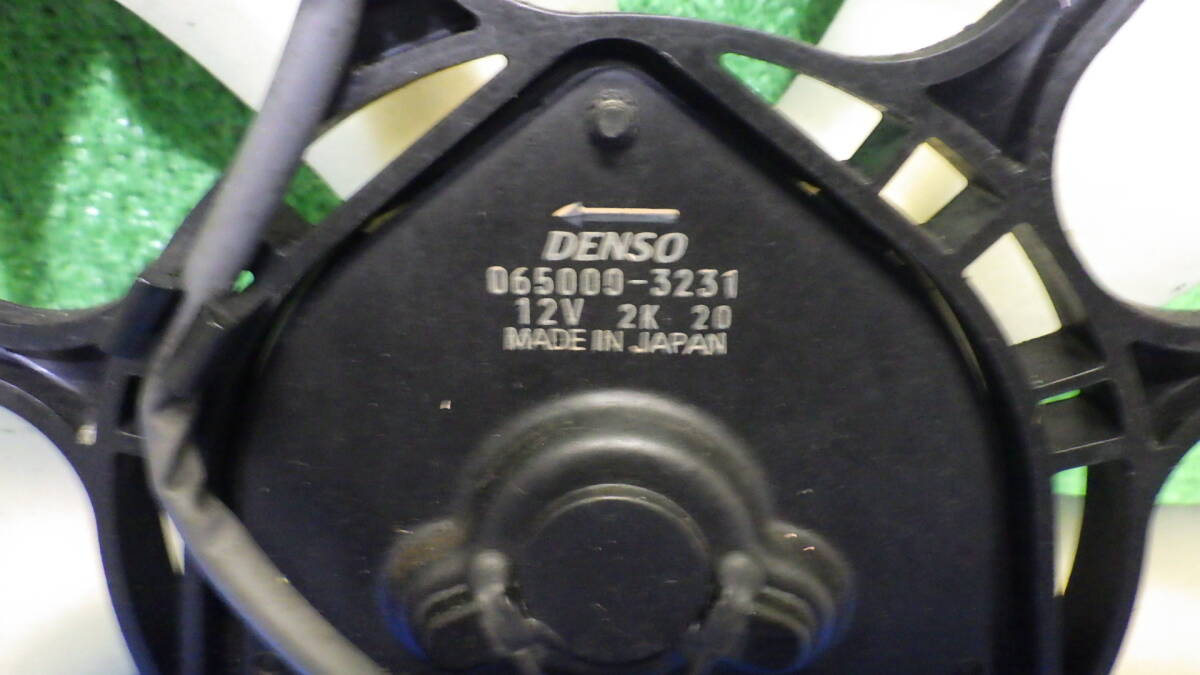 DENSO
065000-3231
12V 2K 20
MADE IN JAPAN